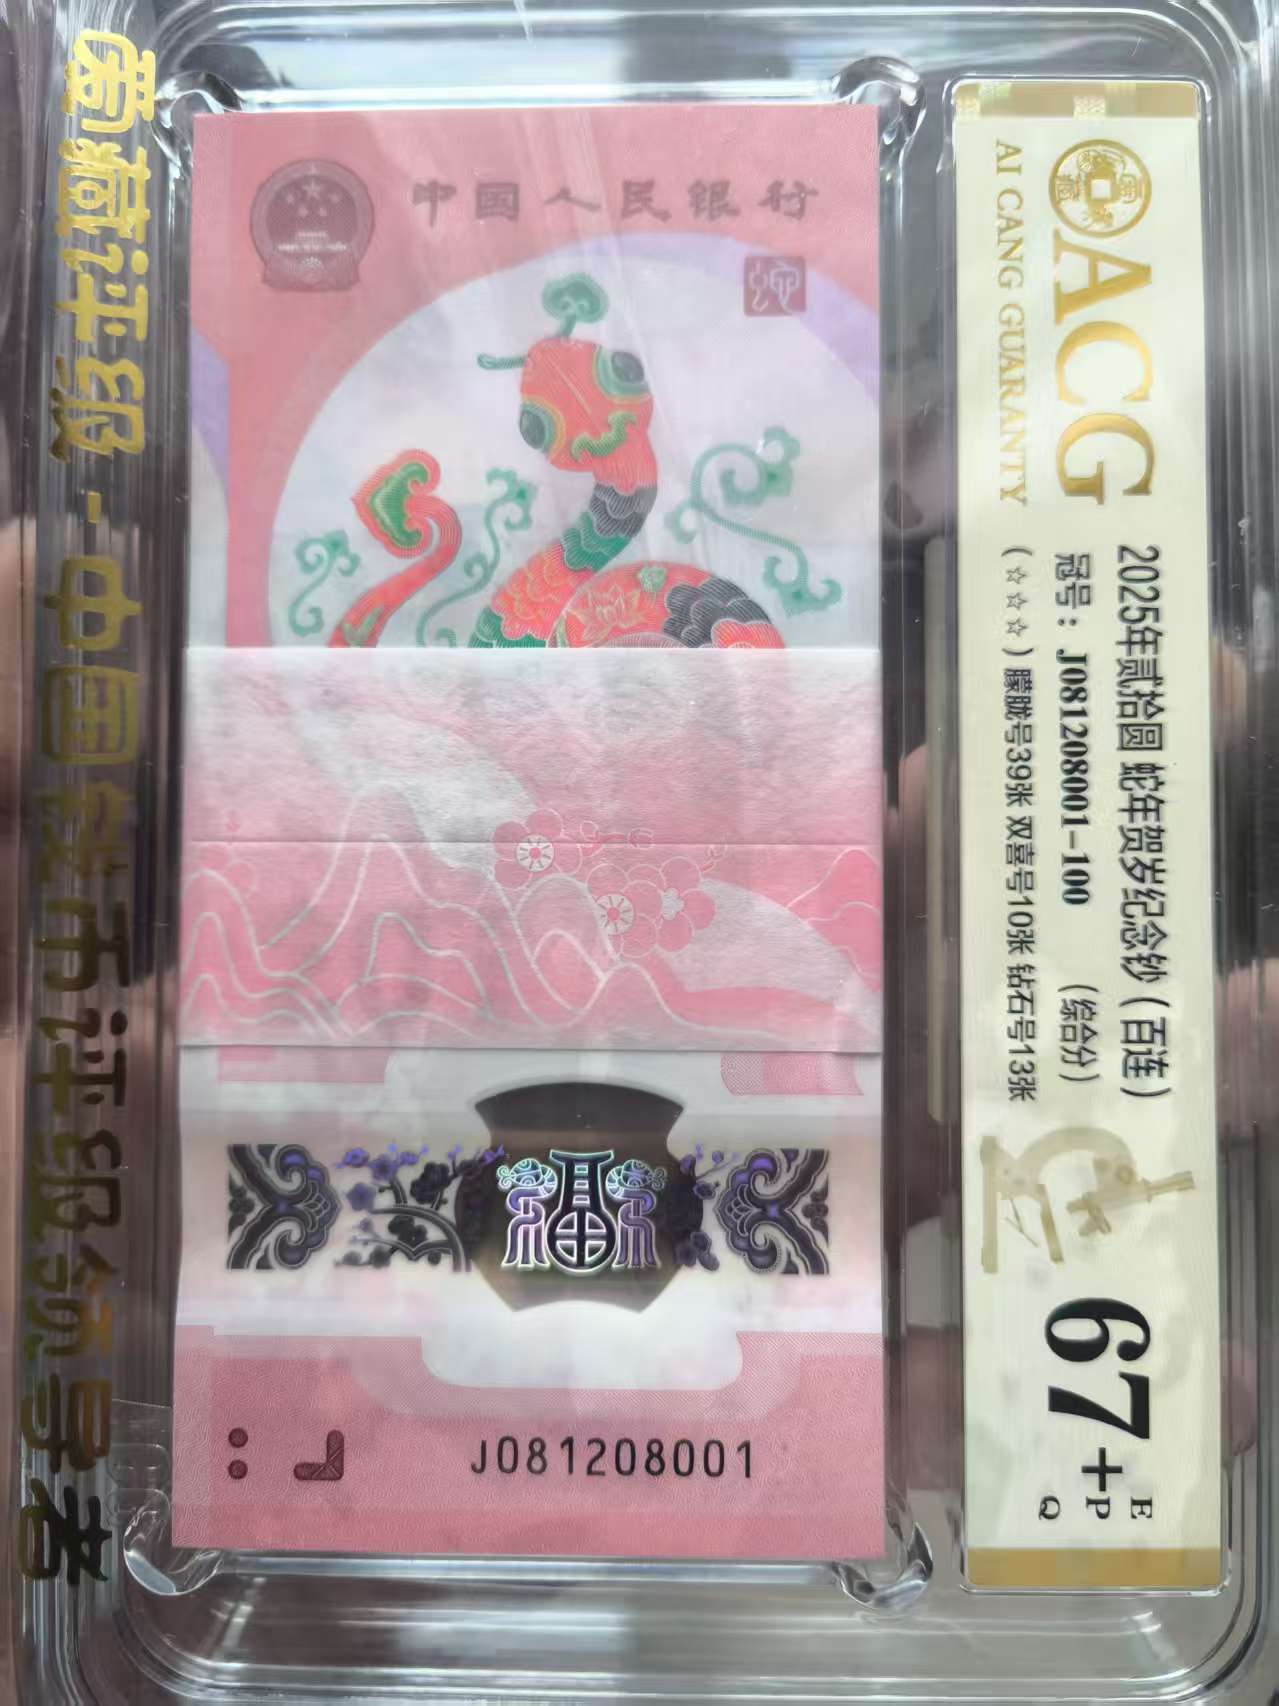 爱藏评级-中国钱币评级领导者
中国人民银行
J081208001
ACG
AI CANG GUARANTY
2025年贰拾圆 蛇年贺岁纪念钞（百连）
冠号：J081208001-100 （综合分）
（☆☆☆）朦胧号39张 双喜号10张 钻石号13张
67+
E
P
Q